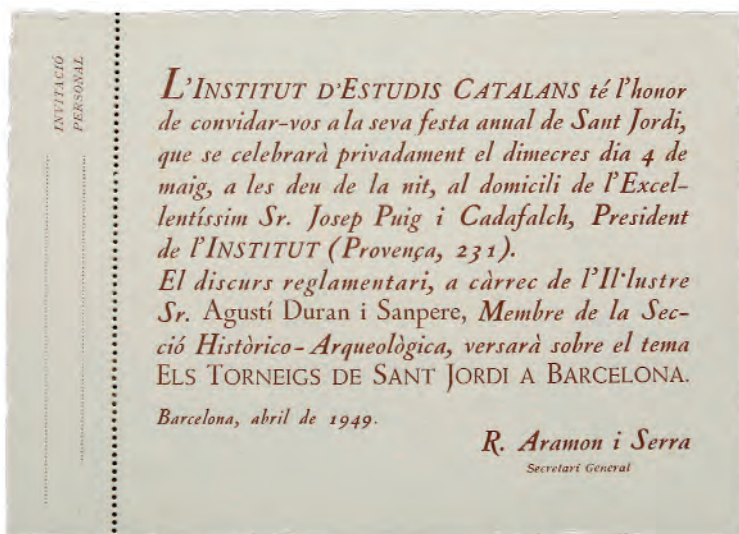 INVITACIÓ
PERSONAL
L'INSTITUT D'ESTUDIS CATALANS té l'honor
de convidar-vos a la seva festa anual de Sant Jordi,
que se celebrarà privadament el dimecres dia 4 de
maig, a les deu de la nit, al domicili de l'Excel-
lentíssim Sr. Josep Puig i Cadafalch, President
de l'INSTITUT (Provença, 231).
El discurs reglamentari, a càrrec de l'Il·lustre
Sr. Agustí Duran i Sanpere, Membre de la Sec-
ció Històrico-Arqueològica, versarà sobre el tema
ELS TORNEIGS DE SANT JORDI A BARCELONA.
Barcelona, abril de 1949.
R. Aramon i Serra
Secretari General